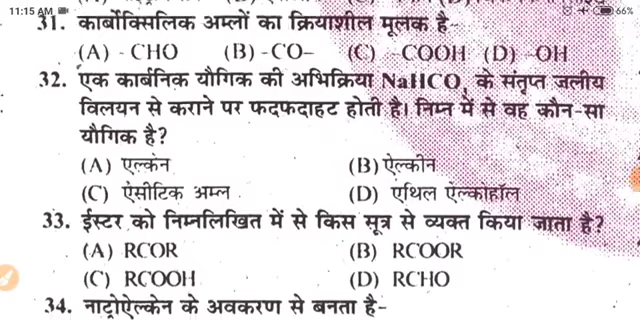 11:15 AM 66%
31. कार्बोक्सिलिक अम्लों का क्रियाशील मूलक है–
(A) - CHO (B) -CO– (C) -COOH (D) -OH
32. एक कार्बनिक यौगिक की अभिक्रिया NaHCO3 के संतृप्त जलीय
विलयन से कराने पर फदफदाहट होती है। निम्न में से वह कौन-सा
यौगिक है?
(A) एल्केन (B) ऐल्कीन
(C) ऐसीटिक अम्ल (D) एथिल ऐल्काहॉल
33. ईस्टर को निम्नलिखित में से किस सूत्र से व्यक्त किया जाता है?
(A) RCOR (B) RCOOR
(C) RCOOH (D) RCHO
34. नाट्रोऐल्केन के अवकरण से बनता है-